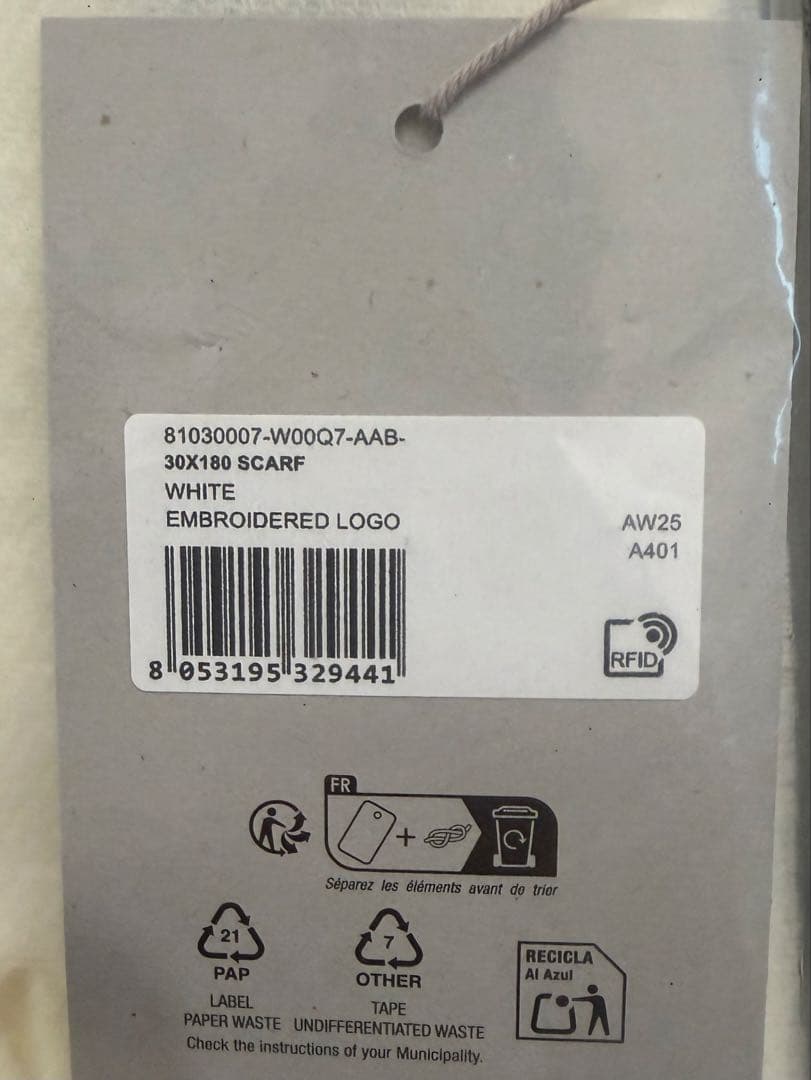 81030007-W00Q7-AAB-
30X180 SCARF
WHITE
EMBROIDERED LOGO
AW25
A401
8 053195 329441
RFID
FR
+
Séparez les éléments avant de trier
21
PAP
LABEL
PAPER WASTE
7
OTHER
TAPE
UNDIFFERENTIATED WASTE
Check the instructions of your Municipality.
RECICLA
Al Azul